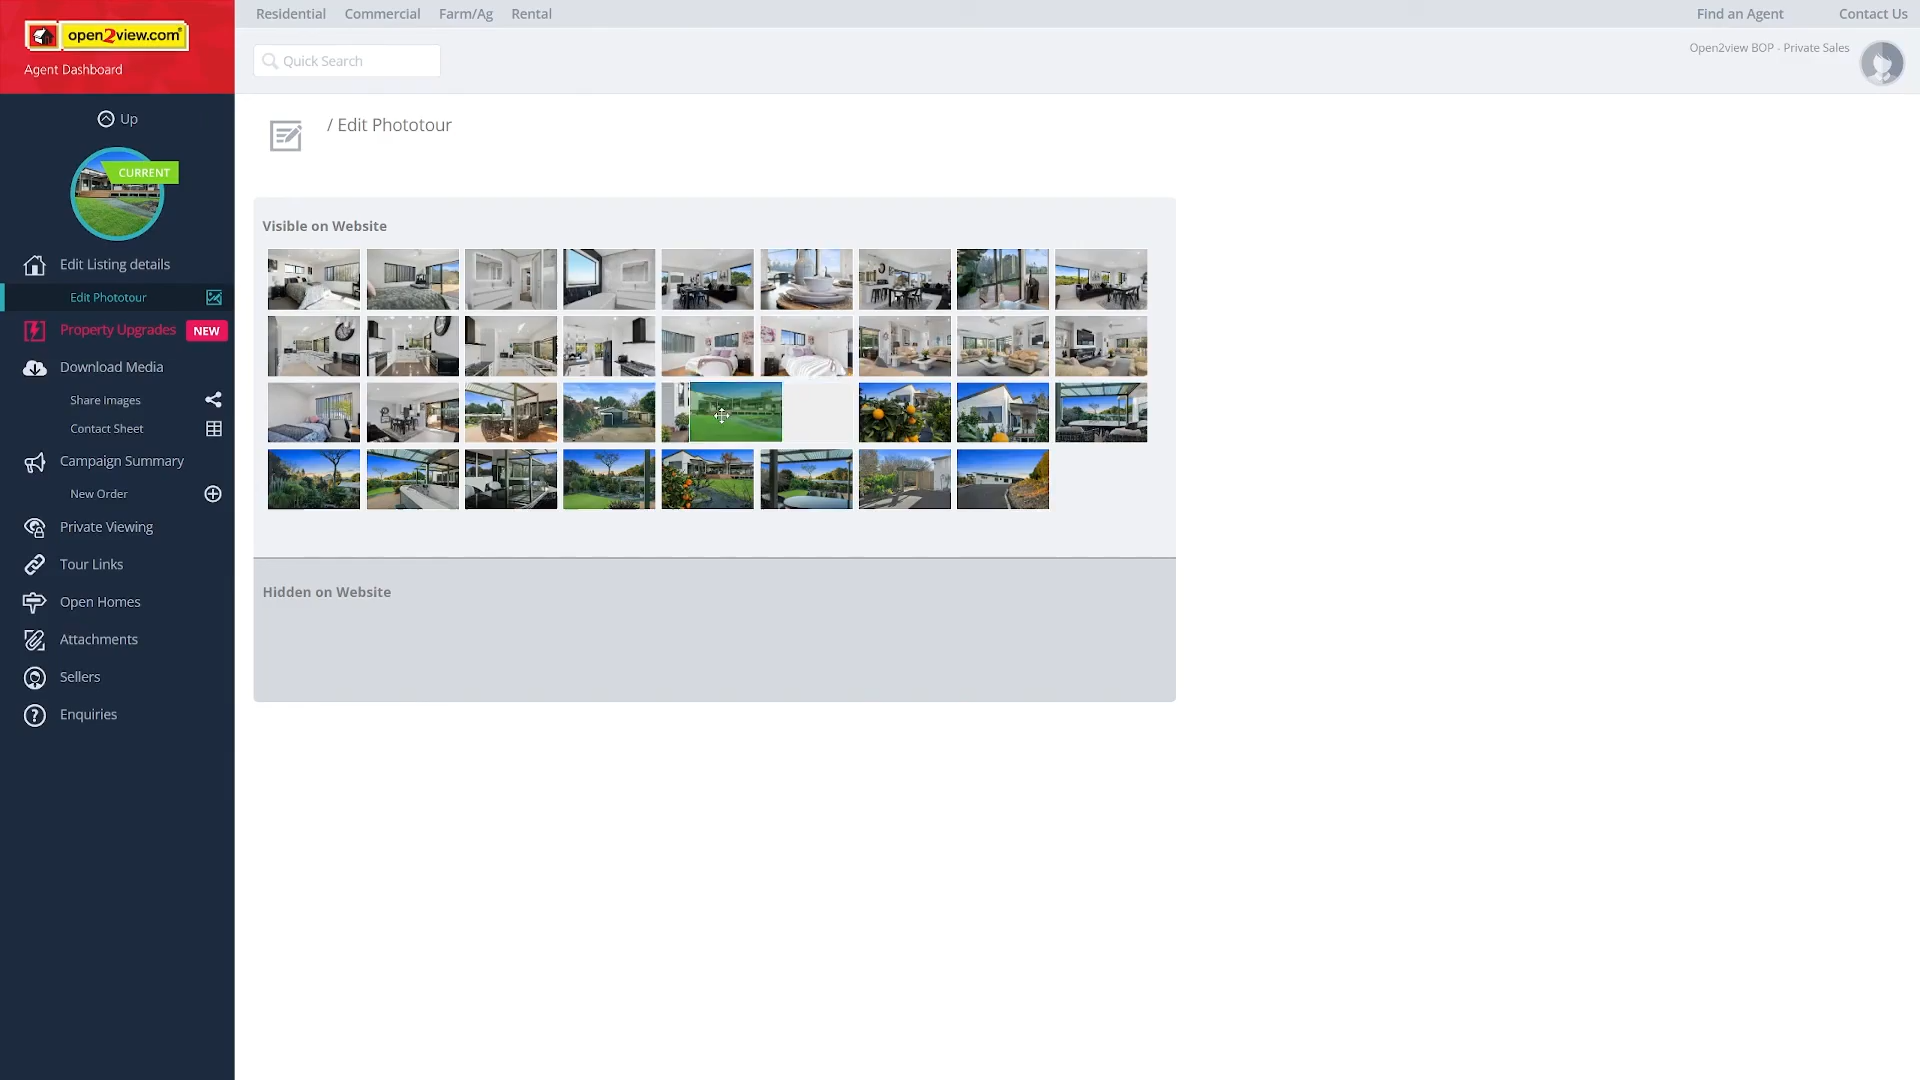 Residential Commercial Farm/Ag Rental Find an Agent Contact Us
open2view.com
Agent Dashboard
Quick Search
Open2view BOP - Private Sales
Up
/ Edit Phototour
CURRENT
Visible on Website
Edit Listing details
Edit Phototour
Property Upgrades NEW
Download Media
Share Images
Contact Sheet
Campaign Summary
New Order
Private Viewing
Tour Links
Hidden on Website
Open Homes
Attachments
Sellers
Enquiries